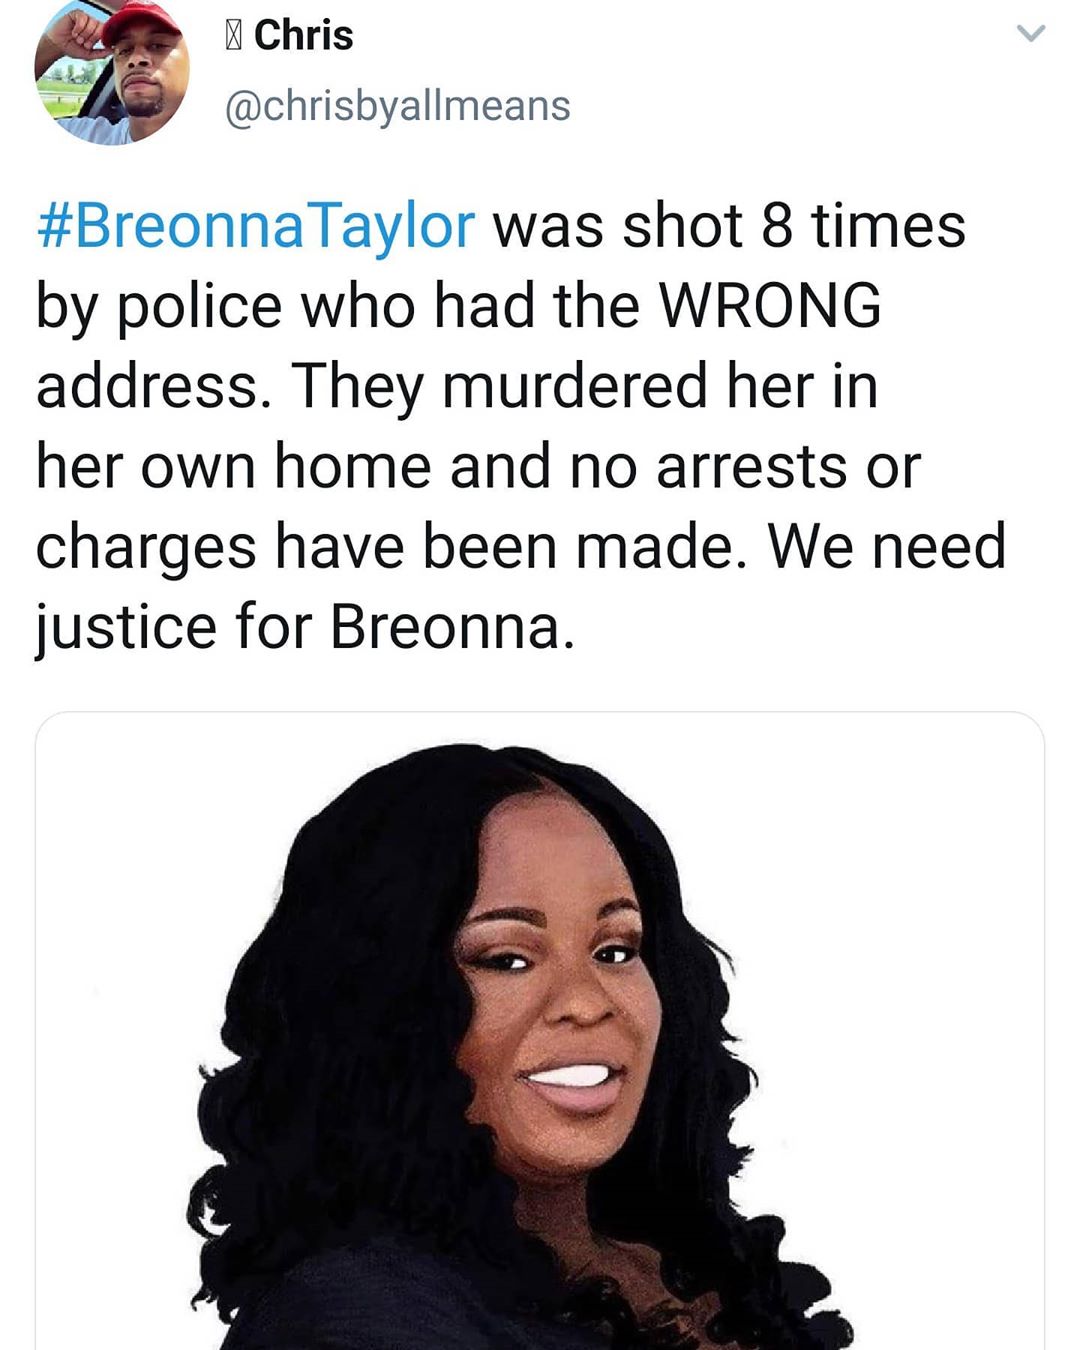 Chris
@chrisbyallmeans
#BreonnaTaylor was shot 8 times
by police who had the WRONG
address. They murdered her in
her own home and no arrests or
charges have been made. We need
justice for Breonna.